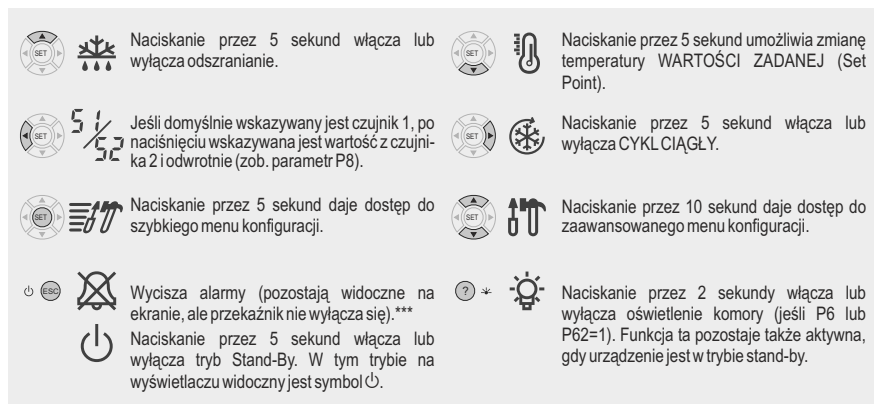 SET
Naciskanie przez 5 sekund włącza lub
wyłącza odszranianie.
SET
Naciskanie przez 5 sekund umożliwia zmianę
temperatury WARTOŚCI ZADANEJ (Set
Point).
SET
S1/S2
Jeśli domyślnie wskazywany jest czujnik 1, po
naciśnięciu wskazywana jest wartość z czujni-
ka 2 i odwrotnie (zob. parametr P8).
SET
Naciskanie przez 5 sekund włącza lub
wyłącza CYKL CIĄGŁY.
SET
Naciskanie przez 5 sekund daje dostęp do
szybkiego menu konfiguracji.
SET
Naciskanie przez 10 sekund daje dostęp do
zaawansowanego menu konfiguracji.
ESC
Wycisza alarmy (pozostają widoczne na
ekranie, ale przekaźnik nie wyłącza się).***
Naciskanie przez 5 sekund włącza lub
wyłącza tryb Stand-By. W tym trybie na
wyświetlaczu widoczny jest symbol ⏻.
?
Naciskanie przez 2 sekundy włącza lub
wyłącza oświetlenie komory (jeśli P6 lub
P62=1). Funkcja ta pozostaje także aktywna,
gdy urządzenie jest w trybie stand-by.